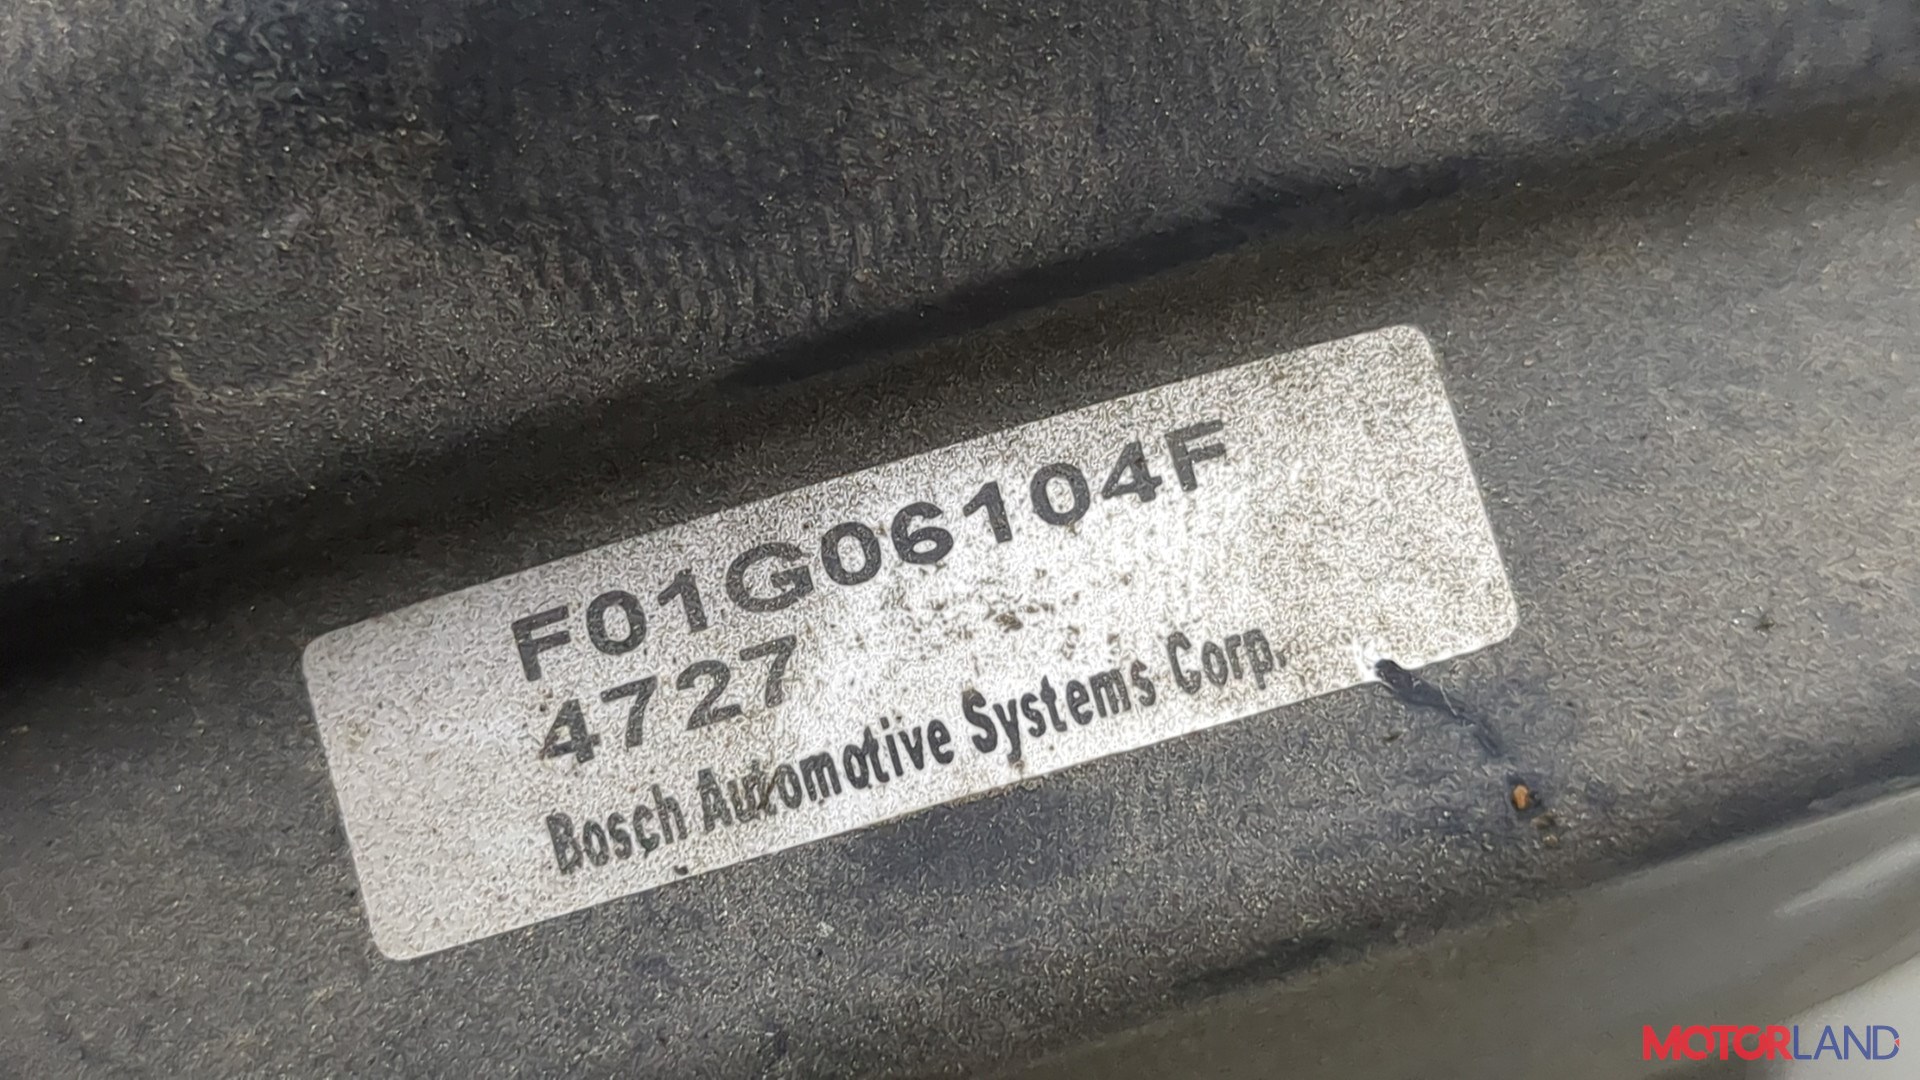 F01G06104F
4727
Bosch Automotive Systems Corp.
MOTORLAND